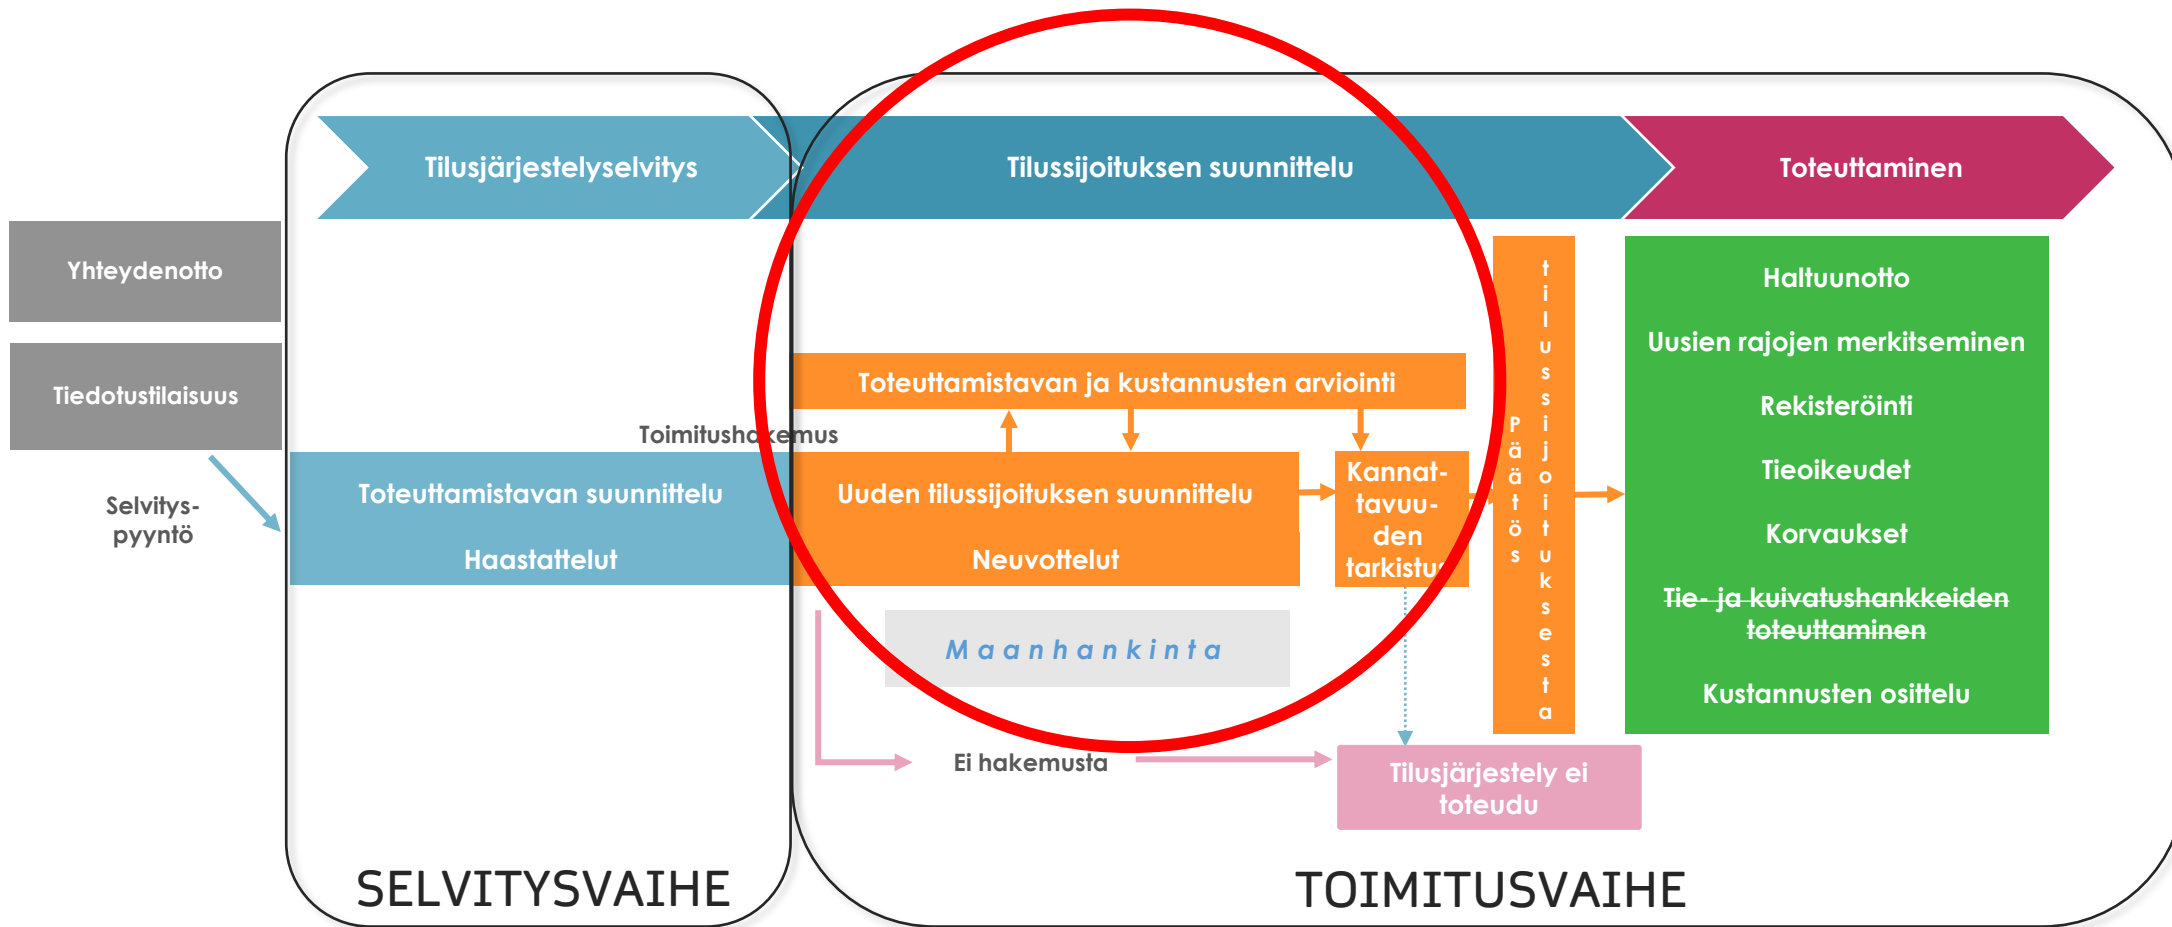 Tilusjärjestelyselvitys
Tilussijoituksen suunnittelu
Toteuttaminen
Yhteydenotto
Tiedotustilaisuus
Selvitys-
pyyntö
Toimitushakemus
Toteuttamistavan suunnittelu
Haastattelut
Toteuttamistavan ja kustannusten arviointi
Uuden tilussijoituksen suunnittelu
Neuvottelut
Kannat-
tavuu-
den
tarkistus
Maanhankinta
Ei hakemusta
Tilusjärjestely ei
toteudu
Päätös
tilussijoituksesta
Haltuunotto
Uusien rajojen merkitseminen
Rekisteröinti
Tieoikeudet
Korvaukset
Tie- ja kuivatushankkeiden
toteuttaminen
Kustannusten osittelu
SELVITYSVAIHE
TOIMITUSVAIHE